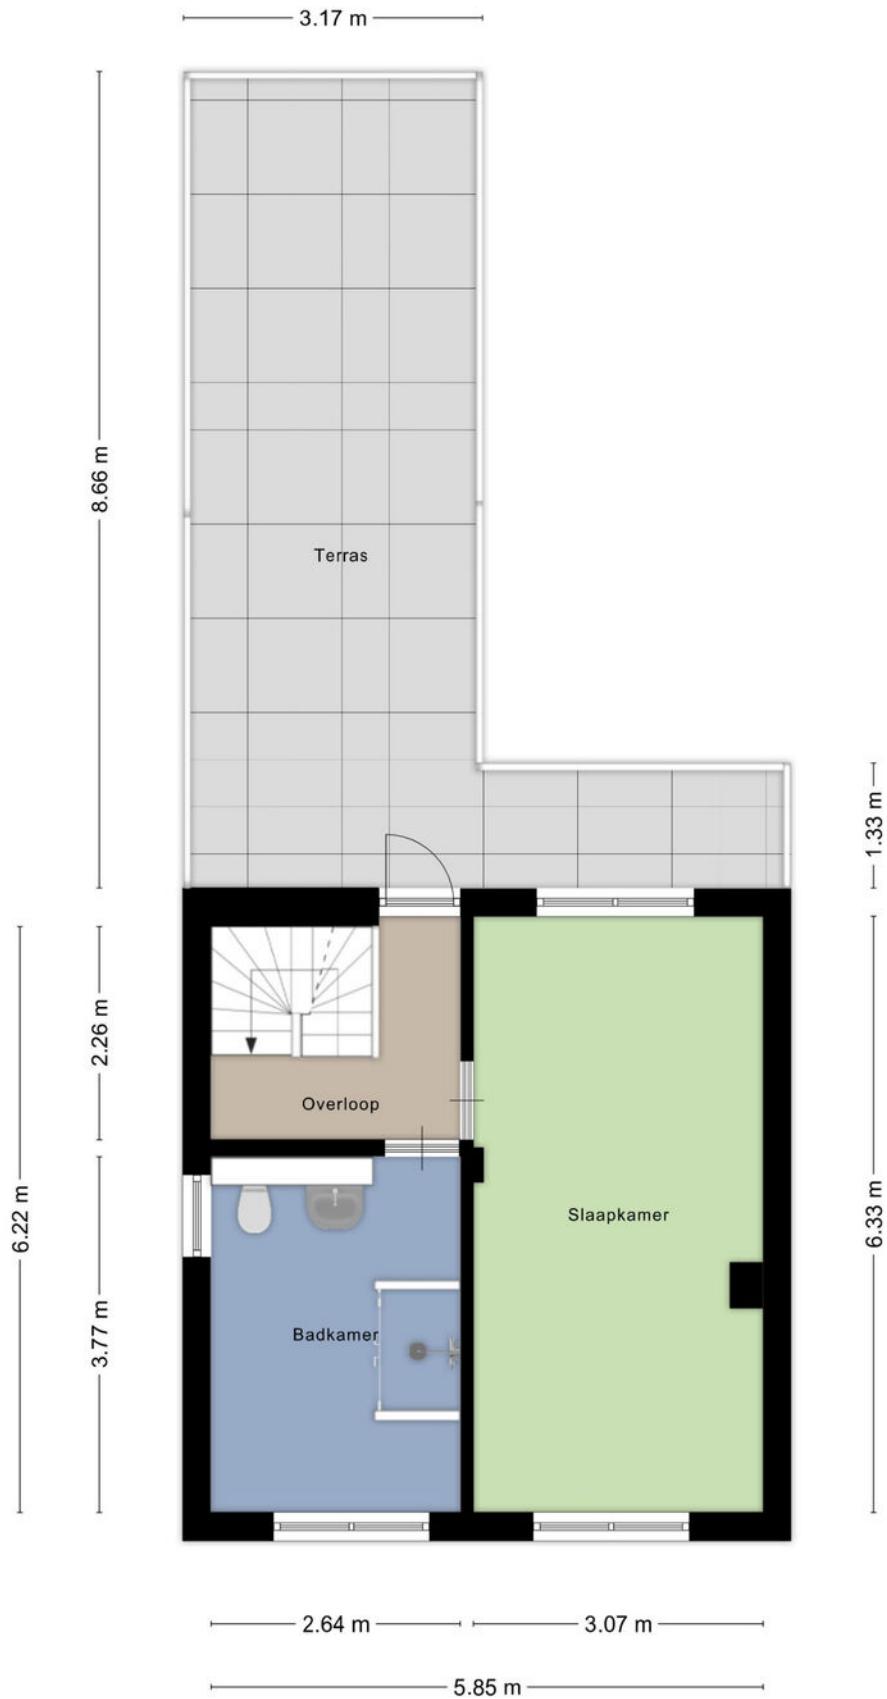 3.17 m
8.66 m
Terras
1.33 m
2.26 m
Overloop
6.22 m
6.33 m
Slaapkamer
3.77 m
Badkamer
2.64 m
3.07 m
5.85 m